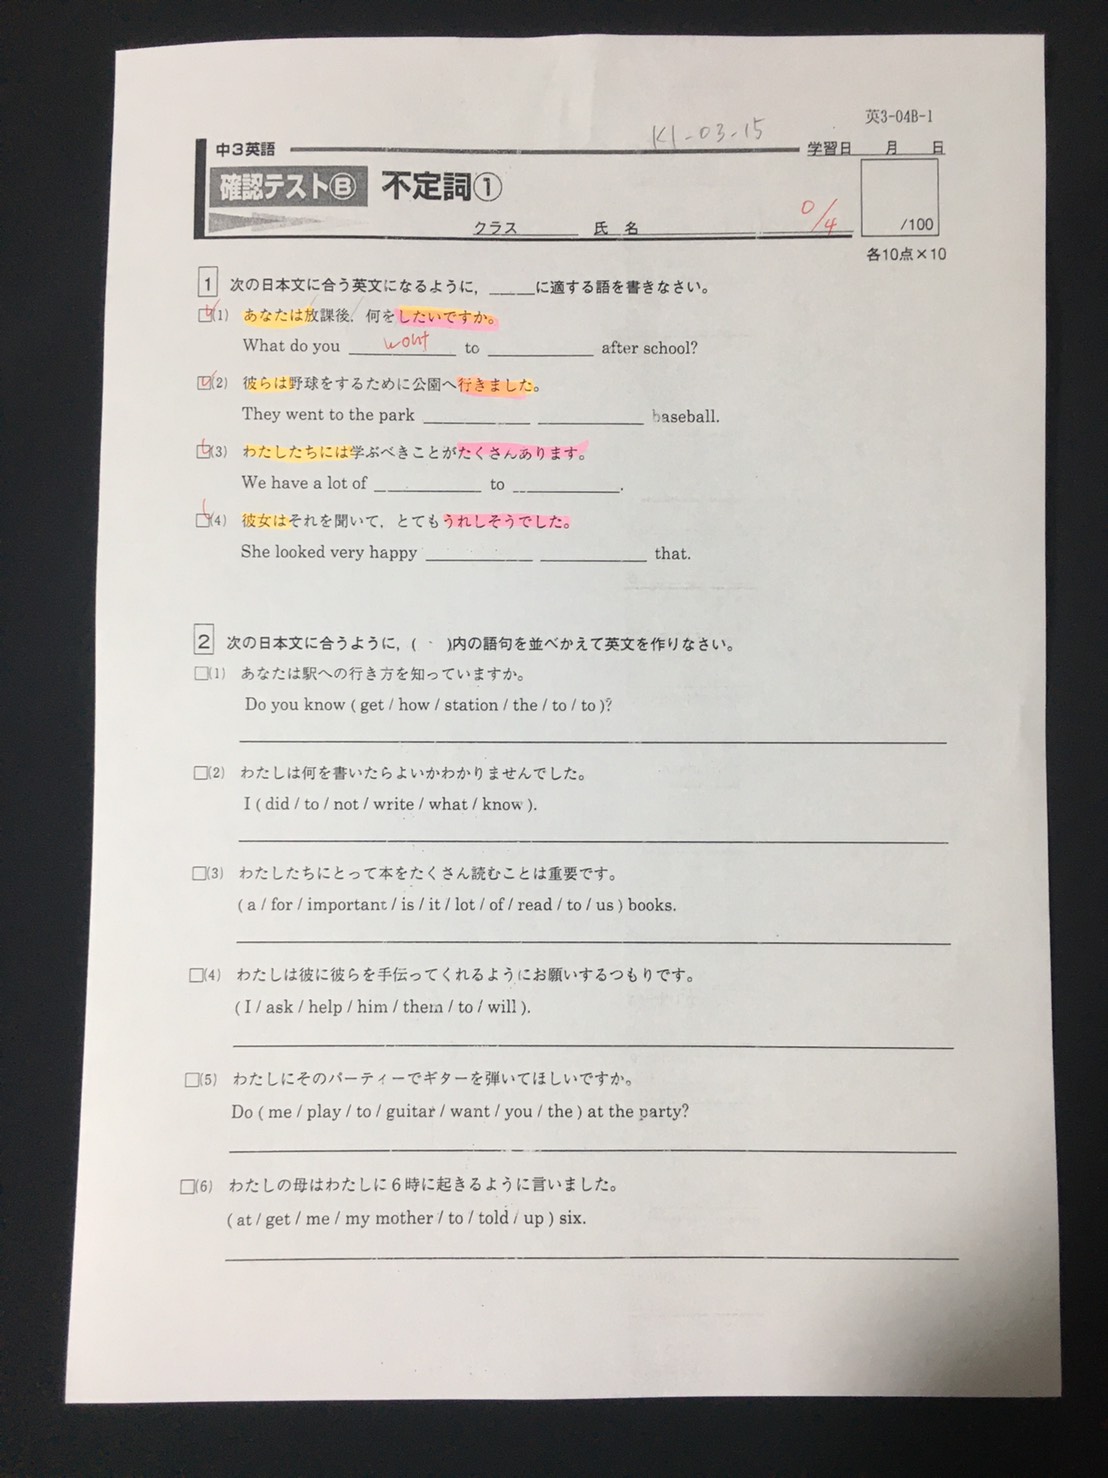 英3-04B-1
K1-03-15
中3英語
学習日 月 日
確認テストⒷ 不定詞①
0/4
/100
クラス 氏名
各10点×10
1 次の日本文に合う英文になるように，____に適する語を書きなさい。
□(1) あなたは放課後，何をしたいですか。
What do you want to ____ after school?
□(2) 彼らは野球をするために公園へ行きました。
They went to the park ____ ____ baseball.
□(3) わたしたちには学ぶべきことがたくさんあります。
We have a lot of ____ to ____.
□(4) 彼女はそれを聞いて，とてもうれしそうでした。
She looked very happy ____ ____ that.
2 次の日本文に合うように，( )内の語句を並べかえて英文を作りなさい。
□(1) あなたは駅への行き方を知っていますか。
Do you know ( get / how / station / the / to / to )?
□(2) わたしは何を書いたらよいかわかりませんでした。
I ( did / to / not / write / what / know ).
□(3) わたしたちにとって本をたくさん読むことは重要です。
( a / for / important / is / it / lot / of / read / to / us ) books.
□(4) わたしは彼に彼らを手伝ってくれるようにお願いするつもりです。
( I / ask / help / him / them / to / will ).
□(5) わたしにそのパーティーでギターを弾いてほしいですか。
Do ( me / play / to / guitar / want / you / the ) at the party?
□(6) わたしの母はわたしに6時に起きるように言いました。
( at / get / me / my mother / to / told / up ) six.